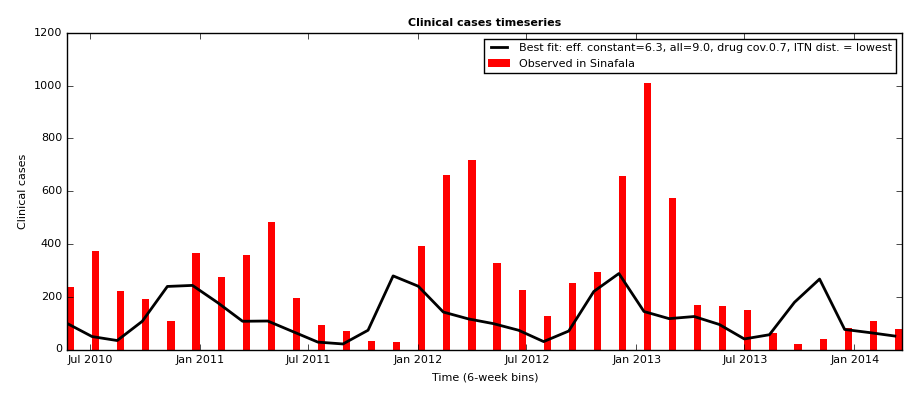 Clinical cases timeseries
Best fit: eff. constant=6.3, all=9.0, drug cov.0.7, ITN dist. = lowest
Observed in Sinafala
Clinical cases
1200
1000
800
600
400
200
0
Jul 2010
Jan 2011
Jul 2011
Jan 2012
Jul 2012
Jan 2013
Jul 2013
Jan 2014
Time (6-week bins)